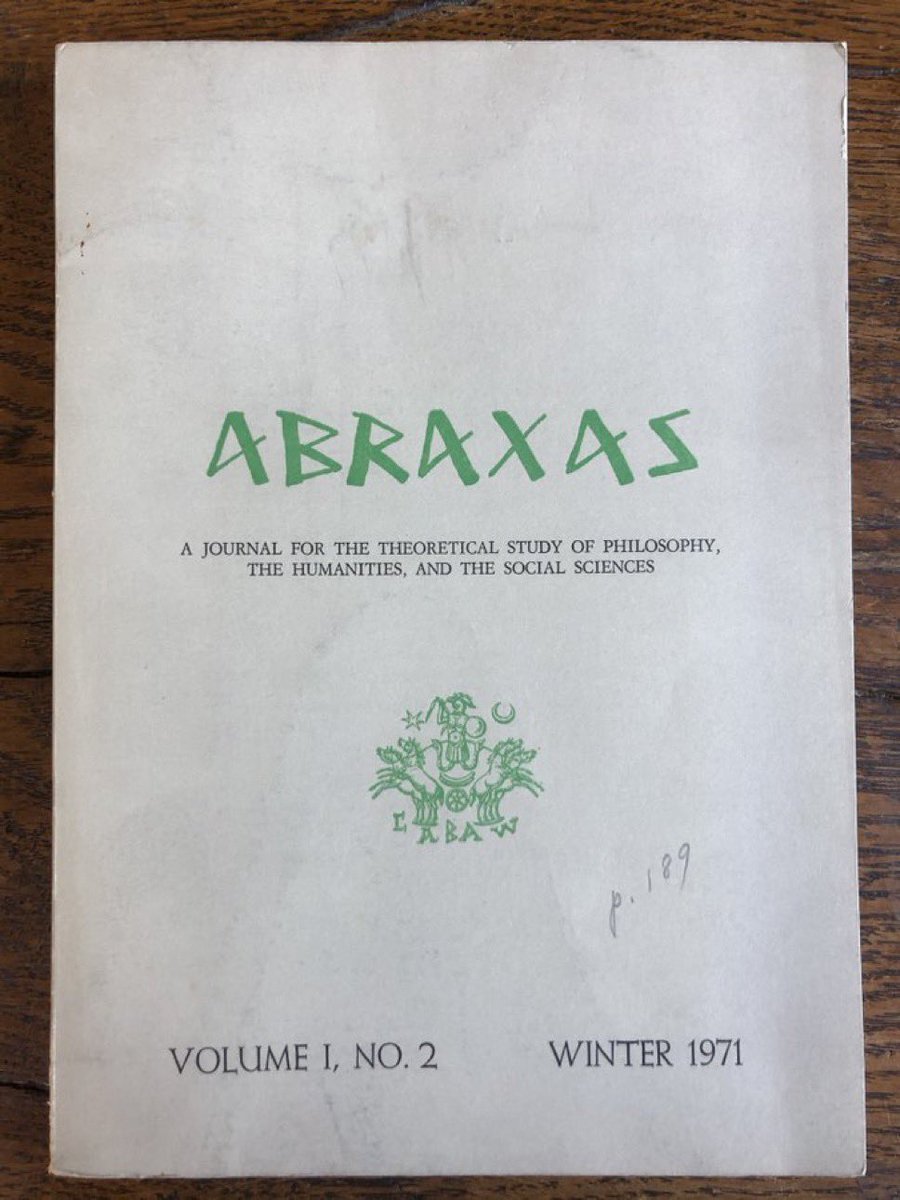 ABRAXAS
A JOURNAL FOR THE THEORETICAL STUDY OF PHILOSOPHY,
THE HUMANITIES, AND THE SOCIAL SCIENCES
p. 189
VOLUME I, NO. 2 WINTER 1971